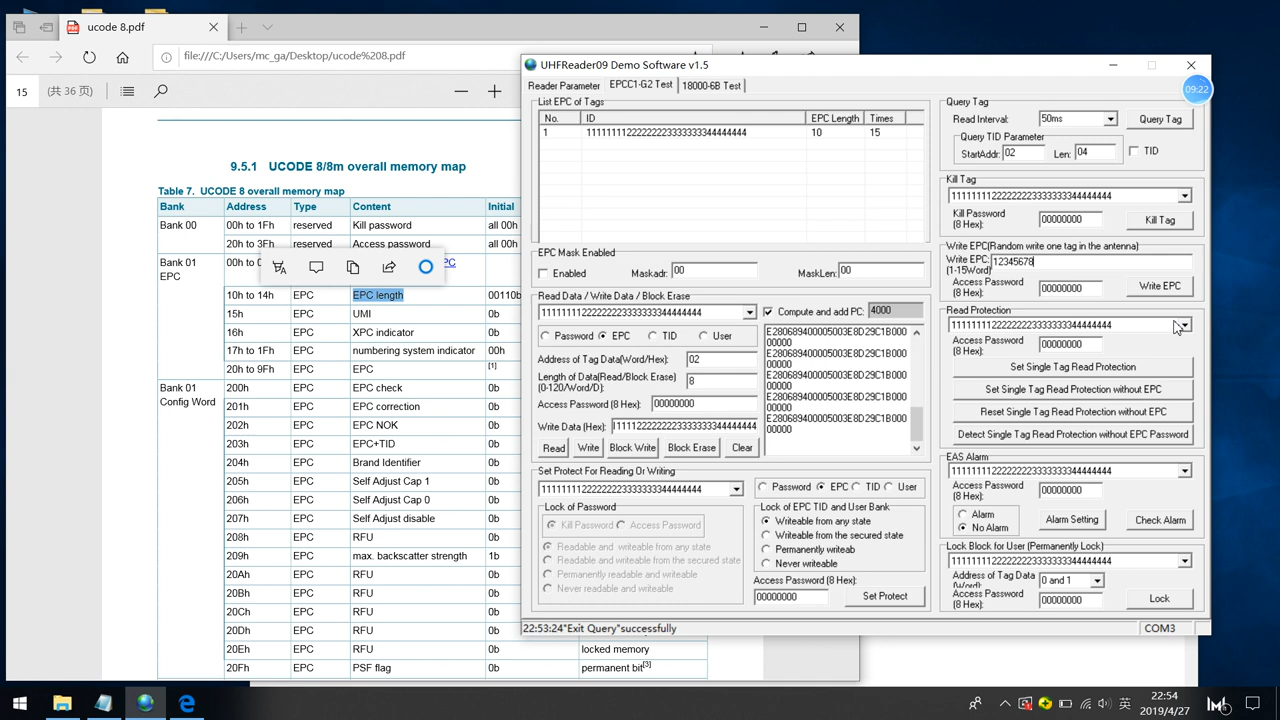 ucode 8.pdf
file:///C:/Users/mc_ga/Desktop/ucode%208.pdf
15 (共 36 页)
9.5.1 UCODE 8/8m overall memory map
Table 7. UCODE 8 overall memory map
Bank Address Type Content Initial
Bank 00 00h to 1Fh reserved Kill password all 00h
20h to 3Fh reserved Access password all 00h
Bank 01 EPC
10h to 14h EPC EPC length 00110b
15h EPC UMI
16h EPC XPC indicator 0b
17h to 1Fh EPC numbering system indicator 00h
20h to 9Fh EPC EPC [1]
Bank 01 Config Word
200h EPC EPC check 0b
201h EPC EPC correction 0b
202h EPC EPC NOK 0b
203h EPC EPC+TID 0b
204h EPC Brand Identifier 0b
205h EPC Self Adjust Cap 1 0b
206h EPC Self Adjust Cap 0 0b
207h EPC Self Adjust disable 0b
208h EPC RFU 0b
209h EPC max. backscatter strength 1b
20Ah EPC RFU 0b
20Bh EPC RFU 0b
20Ch EPC RFU 0b
20Dh EPC RFU 0b
20Eh EPC RFU 0b locked memory
20Fh EPC PSF flag 0b permanent bit[3]
UHFReader09 Demo Software v1.5
Reader Parameter EPCC1-G2 Test 18000-6B Test
09:22
List EPC of Tags
No. ID EPC Length Times
EPC Mask Enabled
Enabled Maskadr: 00 MaskLen: 00
Read Data / Write Data / Block Erase
Compute and add PC: 4000
Password EPC TID User
Address of Tag Data(Word/Hex): 02
Length of Data(Read/Block Erase)
(0-120/Word/D): 8
Access Password (8 Hex): 00000000
Write Data (Hex):
Read Write Block Write Block Erase Clear
E280689400005003E8D29C1B000
00000
E280689400005003E8D29C1B000
00000
E280689400005003E8D29C1B000
00000
E280689400005003E8D29C1B000
00000
E280689400005003E8D29C1B000
00000
Set Protect For Reading Or Writing
Password EPC TID User
Lock of Password
Kill Password Access Password
Readable and writeable from any state
Readable and writeable from the secured state
Permanently readable and writeable
Never readable and writeable
Lock of EPC TID and User Bank
Writeable from any state
Writeable from the secured state
Permanently writeab
Never writeable
Access Password (8 Hex):
00000000 Set Protect
Query Tag
Read Interval: 50ms Query Tag
Query TID Parameter
StartAddr: 02 Len: 04 TID
Kill Tag
Kill Password
(8 Hex): 00000000 Kill Tag
Write EPC(Random write one tag in the antenna)
Write EPC: 12345678
(1-15Word)
Access Password
(8 Hex): 00000000 Write EPC
Read Protection
Access Password
(8 Hex): 00000000
Set Single Tag Read Protection
Set Single Tag Read Protection without EPC
Reset Single Tag Read Protection without EPC
Detect Single Tag Read Protection without EPC Password
EAS Alarm
Access Password
(8 Hex): 00000000
Alarm
No Alarm
Alarm Setting Check Alarm
Lock Block for User (Permanently Lock)
Address of Tag Data
(Word): 0 and 1
Access Password
(8 Hex): 00000000 Lock
22:53:24"Exit Query"successfully COM3
英
22:54
2019/4/27